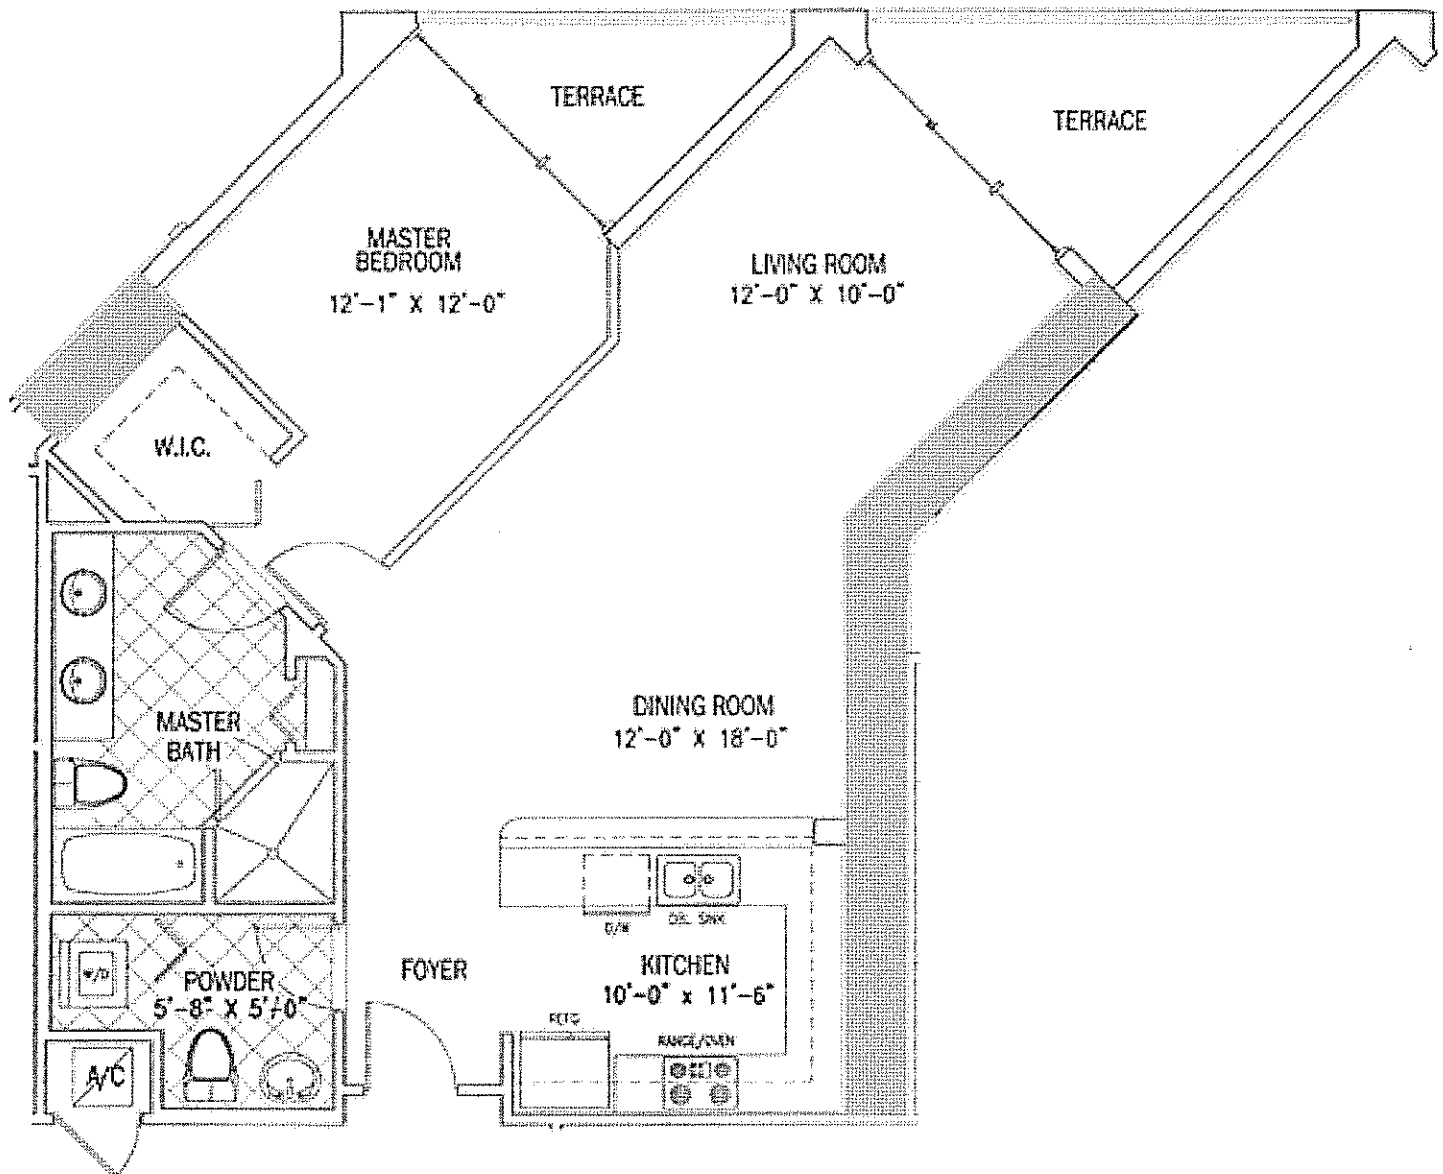 TERRACE
TERRACE
MASTER
BEDROOM
12'-1" X 12'-0"
LIVING ROOM
12'-0" X 10'-0"
W.I.C.
DINING ROOM
12'-0" X 18'-0"
MASTER
BATH
D/W
DBL SINK
FOYER
KITCHEN
10'-0" x 11'-6"
W/D
POWDER
5'-8" X 5'-0"
REFG
RANGE/OVEN
A/C